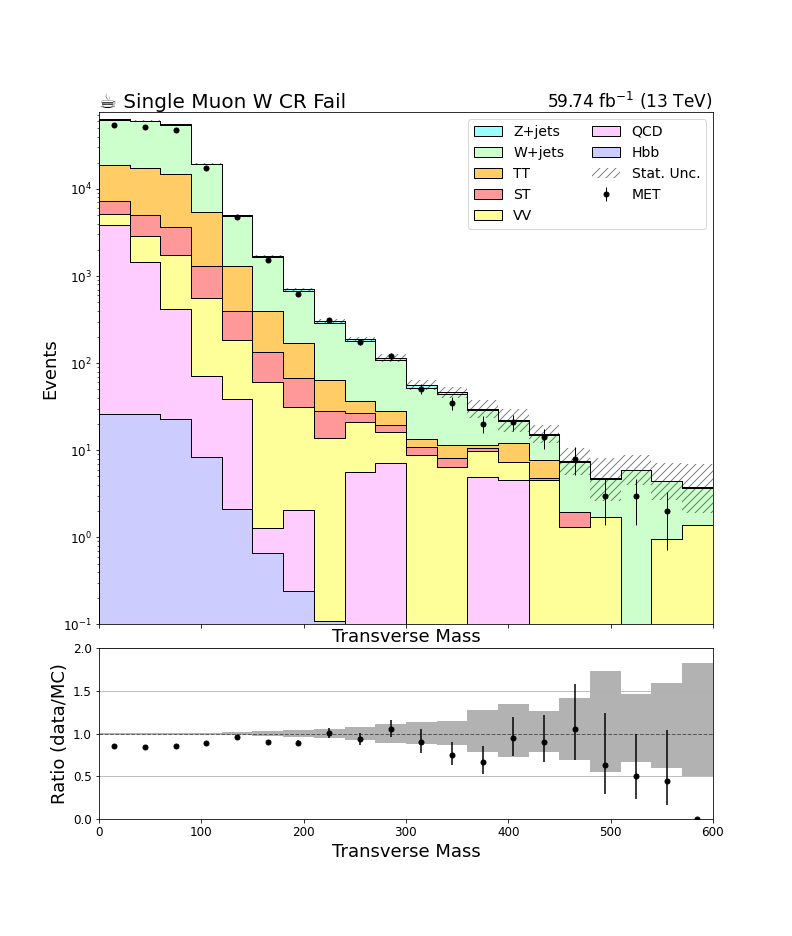 ☕ Single Muon W CR Fail 59.74 fb⁻¹ (13 TeV)
Z+jets
W+jets
TT
ST
VV
QCD
Hbb
Stat. Unc.
MET
Events
10⁴
10³
10²
10¹
10⁰
10⁻¹
Transverse Mass
Ratio (data/MC)
2.0
1.5
1.0
0.5
0.0
0 100 200 300 400 500 600
Transverse Mass